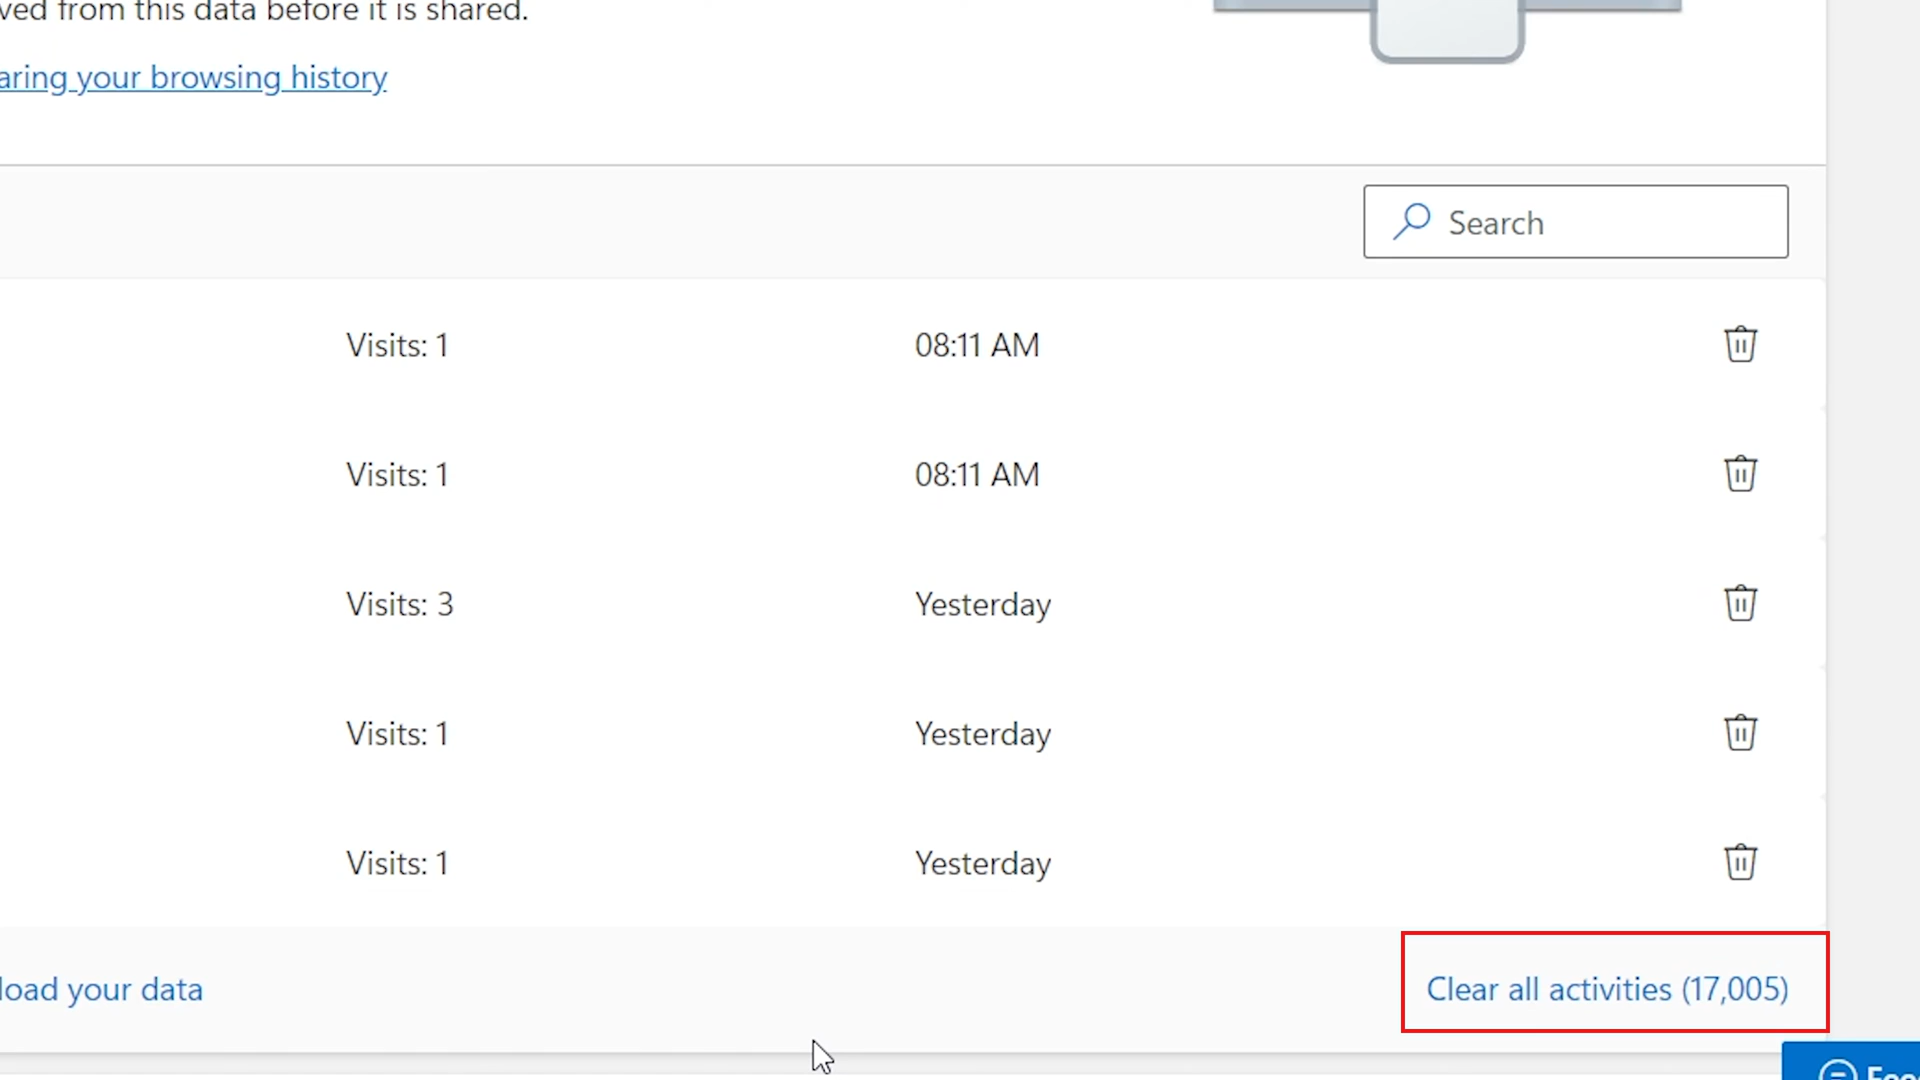 ved from this data before it is shared.
aring your browsing history
Search
Visits: 1 08:11 AM
Visits: 1 08:11 AM
Visits: 3 Yesterday
Visits: 1 Yesterday
Visits: 1 Yesterday
load your data Clear all activities (17,005)